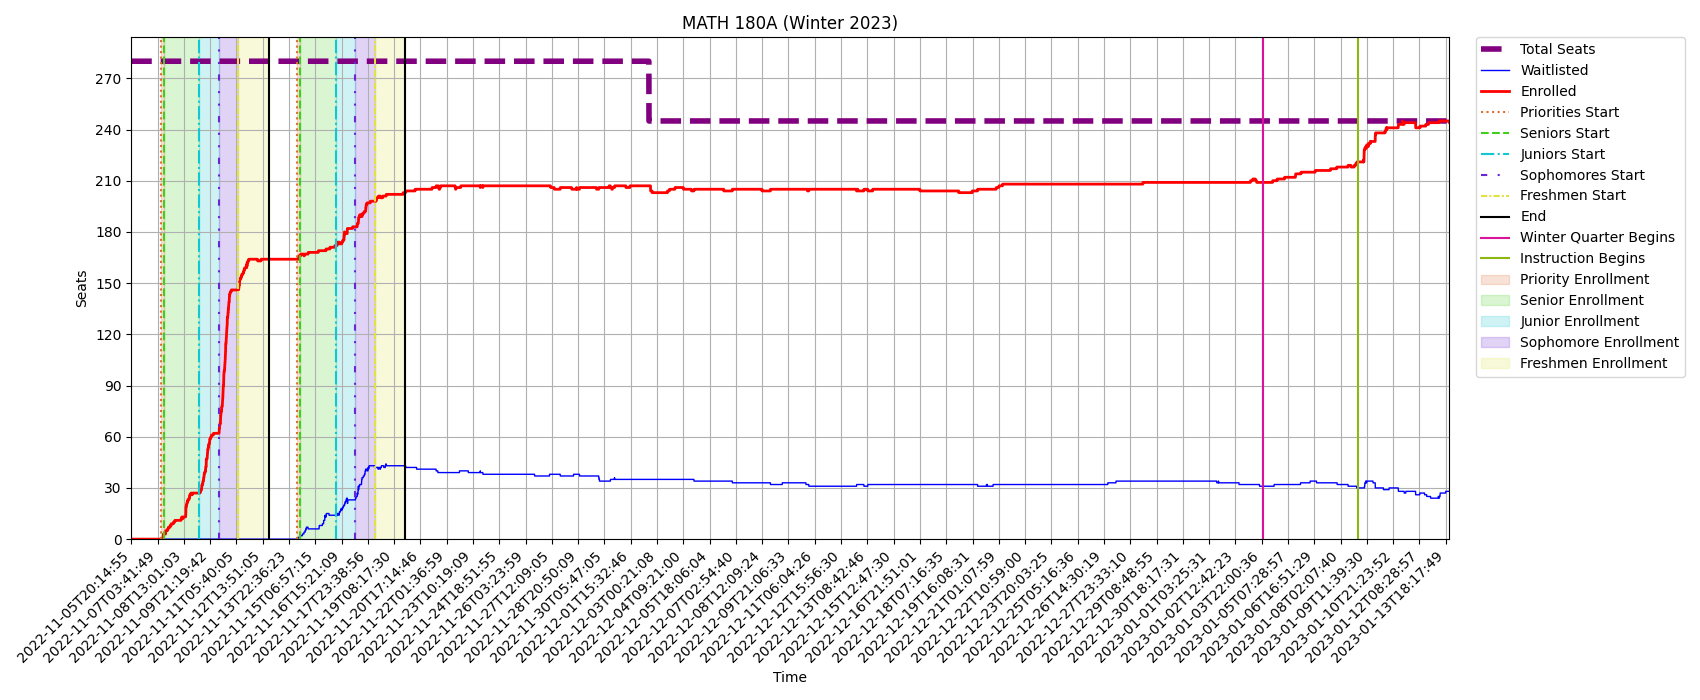 MATH 180A (Winter 2023)
Seats
270
240
210
180
150
120
90
60
30
0
2022-11-05T20:14:55
2022-11-07T03:41:49
2022-11-08T13:01:03
2022-11-09T21:19:42
2022-11-11T05:40:05
2022-11-12T13:51:05
2022-11-13T22:36:23
2022-11-15T06:57:15
2022-11-16T15:21:09
2022-11-17T23:38:56
2022-11-19T08:17:30
2022-11-20T17:14:46
2022-11-22T01:36:59
2022-11-23T10:19:09
2022-11-24T18:51:55
2022-11-26T03:23:59
2022-11-27T12:09:05
2022-11-28T20:50:09
2022-11-30T05:47:05
2022-12-01T15:32:46
2022-12-03T00:21:08
2022-12-04T09:21:00
2022-12-05T18:06:04
2022-12-07T02:54:40
2022-12-08T12:09:24
2022-12-09T21:06:33
2022-12-11T06:04:26
2022-12-12T15:56:30
2022-12-13T18:42:46
2022-12-15T12:47:30
2022-12-16T21:51:01
2022-12-18T07:16:35
2022-12-19T16:08:31
2022-12-21T01:07:59
2022-12-22T10:59:00
2022-12-23T20:03:25
2022-12-25T05:16:36
2022-12-26T14:30:19
2022-12-27T23:33:10
2022-12-29T08:48:55
2022-12-30T18:17:31
2023-01-01T03:25:31
2023-01-02T12:42:23
2023-01-03T22:00:36
2023-01-05T07:28:57
2023-01-06T16:51:29
2023-01-08T02:07:40
2023-01-09T11:39:30
2023-01-10T21:23:52
2023-01-12T08:28:57
2023-01-13T18:17:49
Time
Total Seats
Waitlisted
Enrolled
Priorities Start
Seniors Start
Juniors Start
Sophomores Start
Freshmen Start
End
Winter Quarter Begins
Instruction Begins
Priority Enrollment
Senior Enrollment
Junior Enrollment
Sophomore Enrollment
Freshmen Enrollment